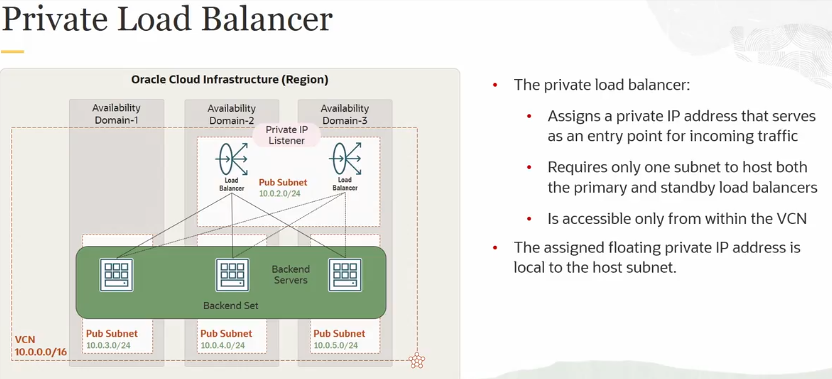 Private Load Balancer
Oracle Cloud Infrastructure (Region)
Availability
Domain-1
Availability
Domain-2
Availability
Domain-3
Private IP
Listener
Load
Balancer
Pub Subnet
10.0.2.0/24
Load
Balancer
Backend
Servers
Backend Set
Pub Subnet
10.0.3.0/24
Pub Subnet
10.0.4.0/24
Pub Subnet
10.0.5.0/24
VCN
10.0.0.0/16
• The private load balancer:
• Assigns a private IP address that serves
as an entry point for incoming traffic
• Requires only one subnet to host both
the primary and standby load balancers
• Is accessible only from within the VCN
• The assigned floating private IP address is
local to the host subnet.